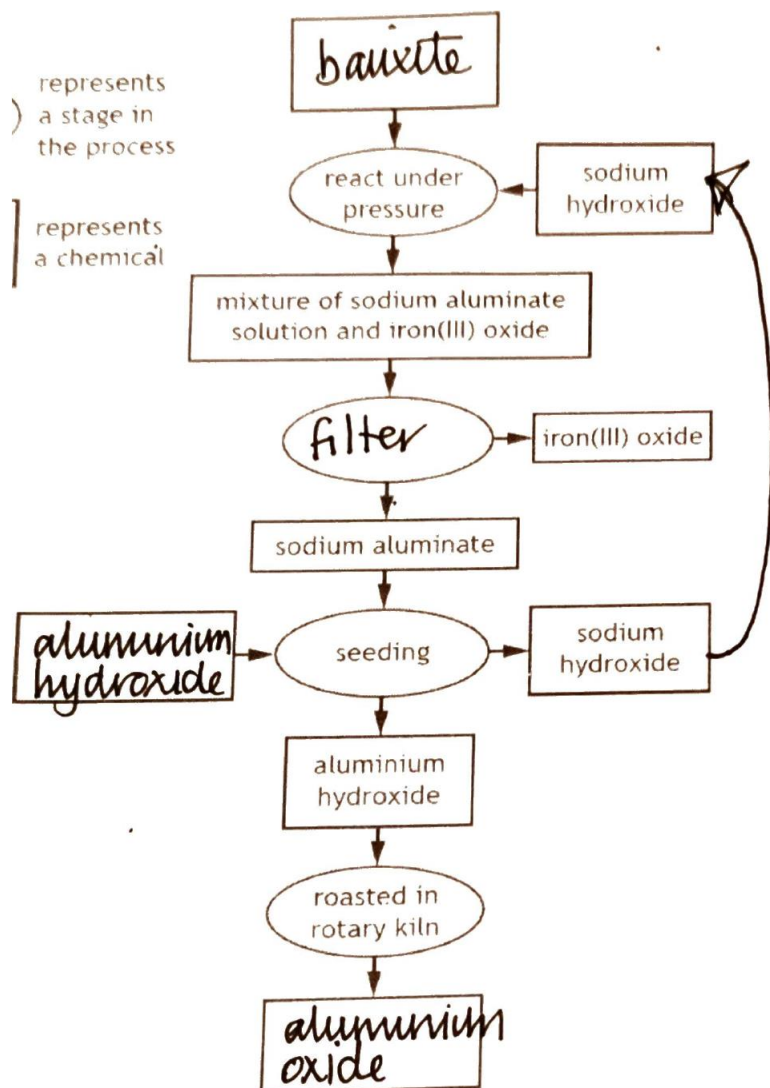 bauxite
represents
a stage in
the process
react under
pressure
sodium
hydroxide
represents
a chemical
mixture of sodium aluminate
solution and iron(III) oxide
filter
iron(III) oxide
sodium aluminate
alumunium
hydroxide
seeding
sodium
hydroxide
aluminium
hydroxide
roasted in
rotary kiln
alumunium
oxide